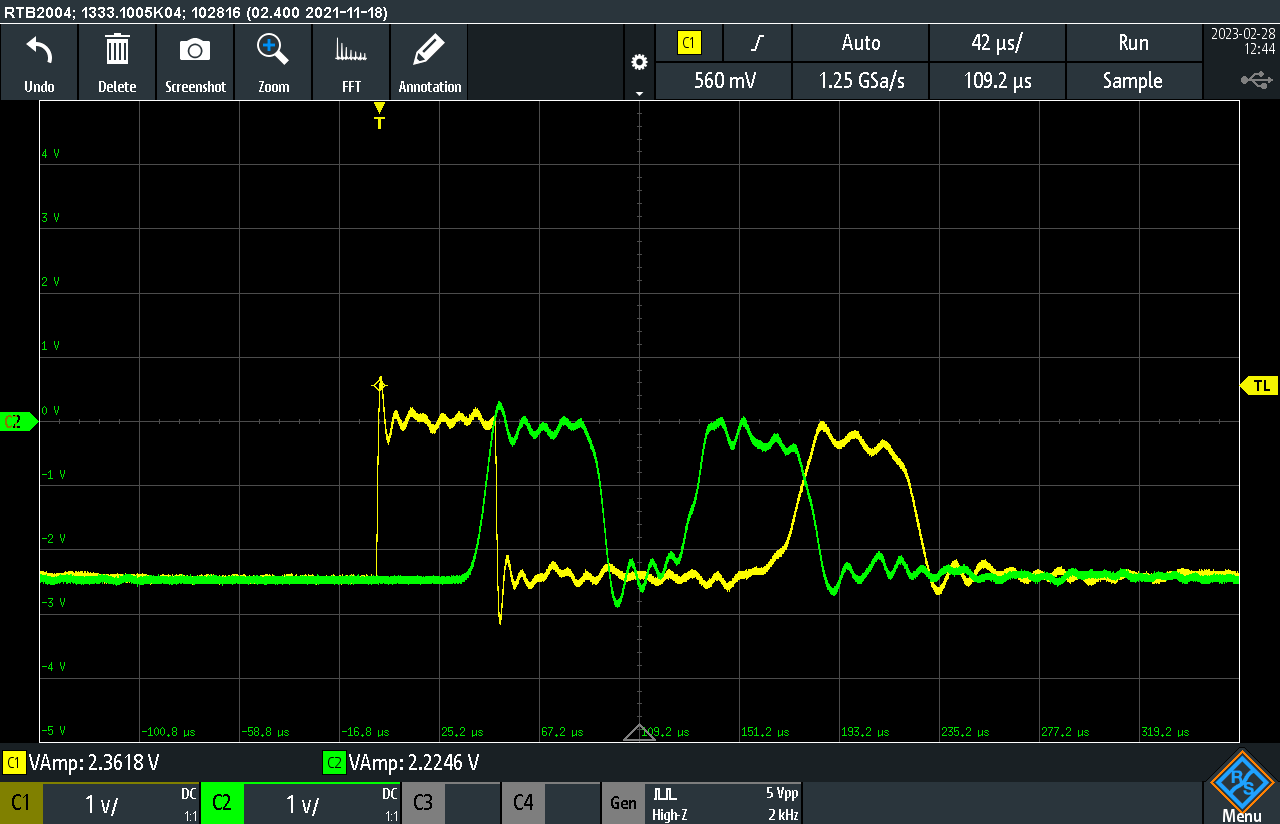 RTB2004; 1333.1005K04; 102816 (02.400 2021-11-18)
Undo
Delete
Screenshot
Zoom
FFT
Annotation
C1
Auto
42 µs/
Run
560 mV
1.25 GSa/s
109.2 µs
Sample
2023-02-28
12:44
T
4 V
3 V
2 V
1 V
0 V
-1 V
-2 V
-3 V
-4 V
-5 V
C2
TL
-100.8 µs
-58.8 µs
-16.8 µs
25.2 µs
67.2 µs
109.2 µs
151.2 µs
193.2 µs
235.2 µs
277.2 µs
319.2 µs
C1 VAmp: 2.3618 V
C2 VAmp: 2.2246 V
C1
1 V/
DC
1:1
C2
1 V/
DC
1:1
C3
C4
Gen
5 Vpp
High-Z
2 kHz
R&S
Menu